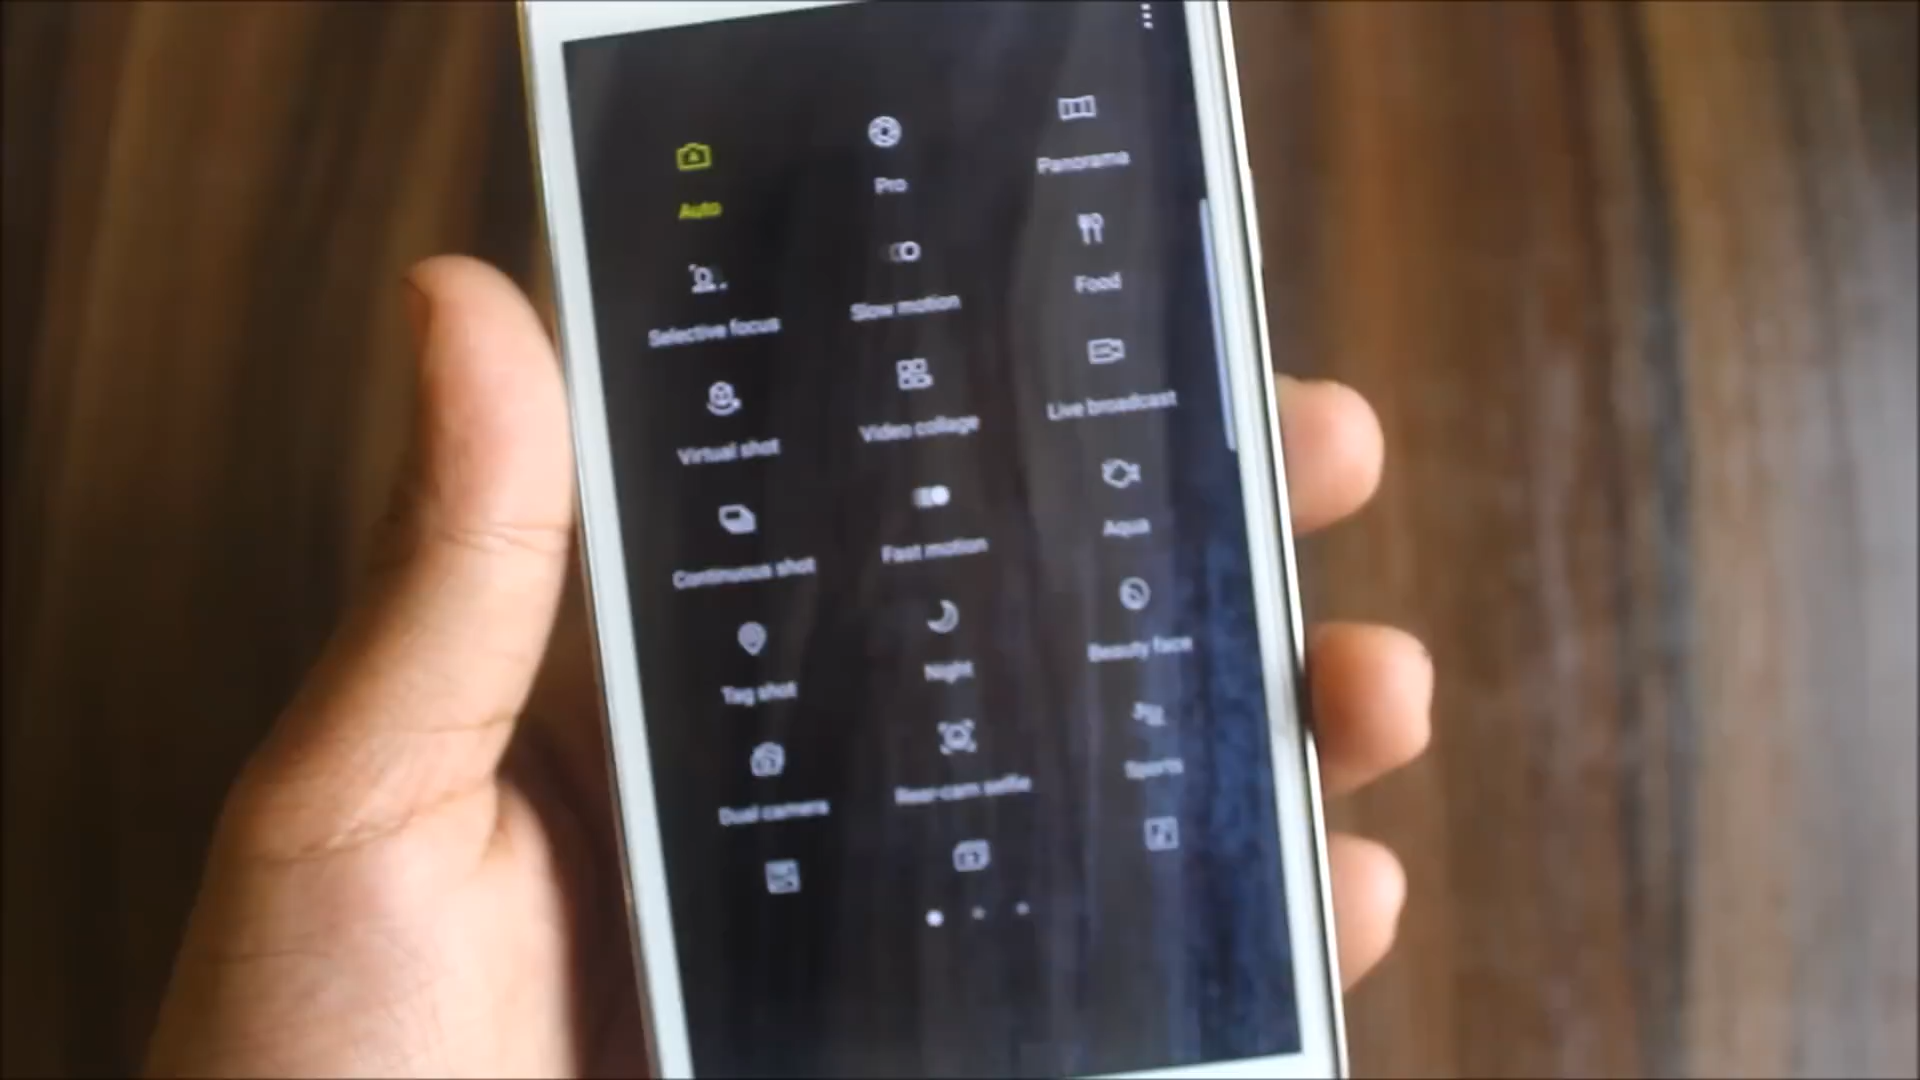 Auto
Pro
Panorama
Selective focus
Slow motion
Food
Virtual shot
Video collage
Live broadcast
Continuous shot
Fast motion
Aqua
Tag shot
Night
Beauty face
Dual camera
Rear-cam selfie
Sports